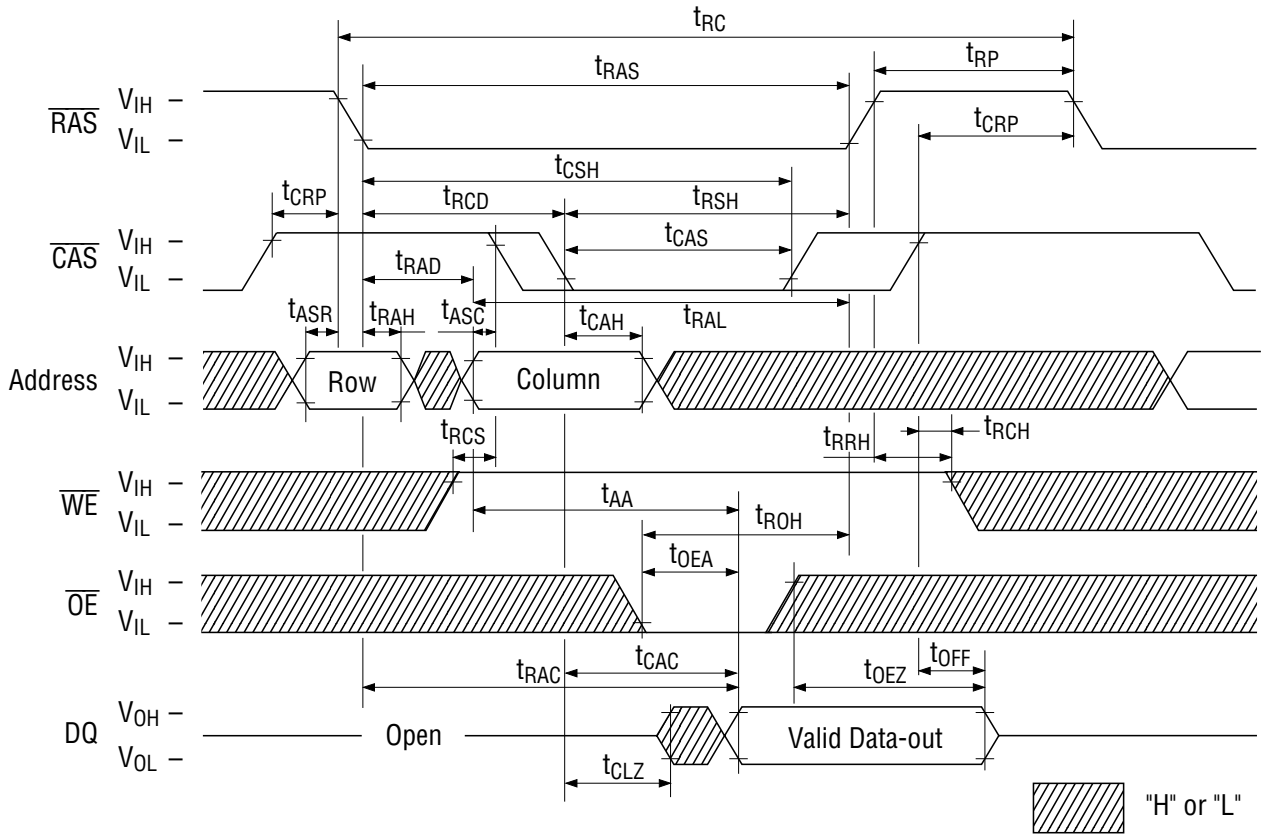 tRC
tRAS
tRP
RAS
VIH
VIL
tCRP
tCSH
tCRP
tRCD
tRSH
CAS
VIH
VIL
tCAS
tRAD
tASR
tRAH
tASC
tCAH
tRAL
Address
VIH
VIL
Row
Column
tRCS
tRRH
tRCH
WE
VIH
VIL
tAA
tROH
tOEA
OE
VIH
VIL
tRAC
tCAC
tOEZ
tOFF
DQ
VOH
VOL
Open
Valid Data-out
tCLZ
"H" or "L"